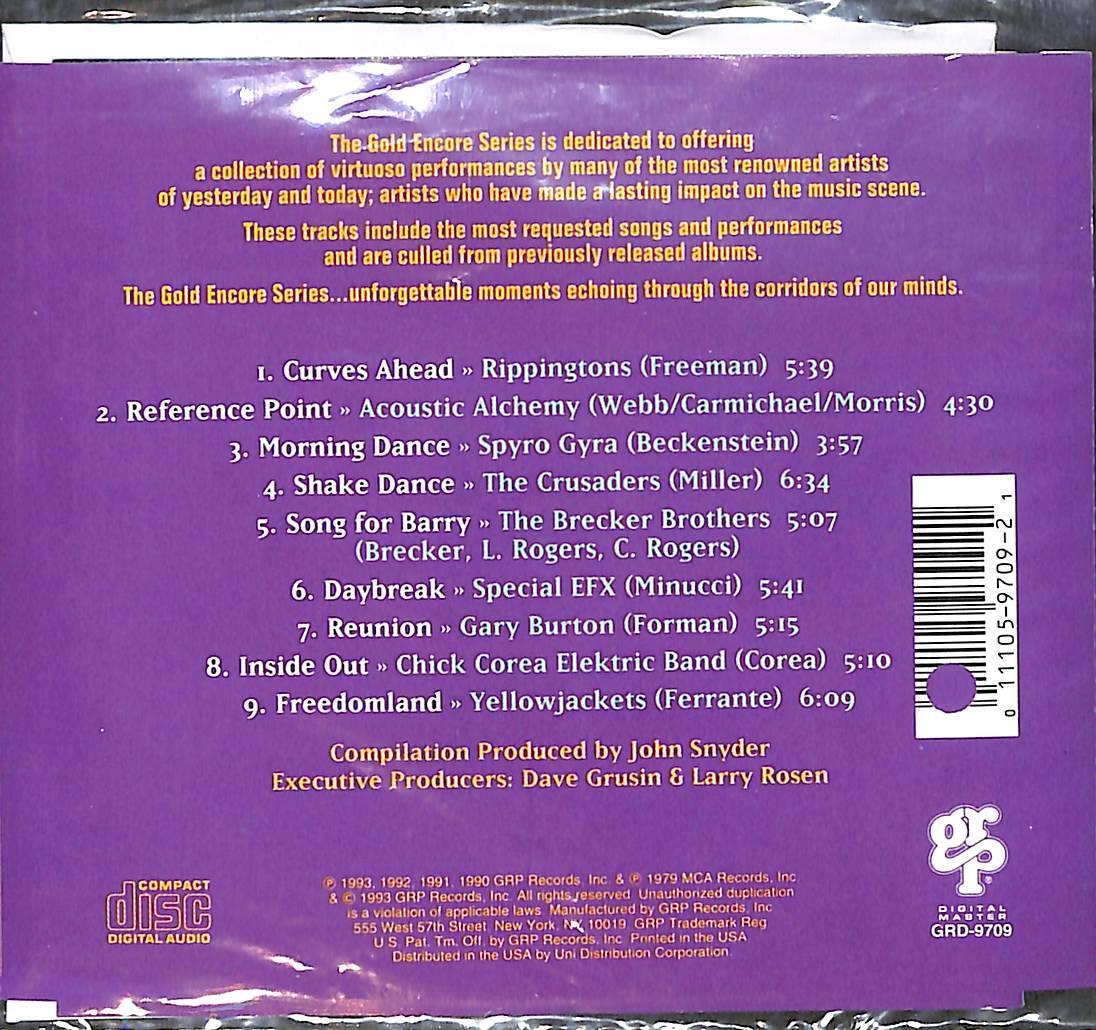 The Gold Encore Series is dedicated to offering
a collection of virtuoso performances by many of the most renowned artists
of yesterday and today; artists who have made a lasting impact on the music scene.
These tracks include the most requested songs and performances
and are culled from previously released albums.
The Gold Encore Series...unforgettable moments echoing through the corridors of our minds.
1. Curves Ahead » Rippingtons (Freeman) 5:39
2. Reference Point » Acoustic Alchemy (Webb/Carmichael/Morris) 4:30
3. Morning Dance » Spyro Gyra (Beckenstein) 3:57
4. Shake Dance » The Crusaders (Miller) 6:34
5. Song for Barry » The Brecker Brothers 5:07
(Brecker, L. Rogers, C. Rogers)
6. Daybreak » Special EFX (Minucci) 5:41
7. Reunion » Gary Burton (Forman) 5:15
8. Inside Out » Chick Corea Elektric Band (Corea) 5:10
9. Freedomland » Yellowjackets (Ferrante) 6:09
0 11105-9709-2 1
Compilation Produced by John Snyder
Executive Producers: Dave Grusin & Larry Rosen
grp
DIGITAL
MASTER
GRD-9709
COMPACT
disc
DIGITAL AUDIO
℗ 1993, 1992, 1991, 1990 GRP Records, Inc. & ℗ 1979 MCA Records, Inc.
& © 1993 GRP Records, Inc. All rights reserved. Unauthorized duplication
is a violation of applicable laws. Manufactured by GRP Records, Inc.
555 West 57th Street, New York, NY 10019. GRP Trademark Reg.
U.S. Pat. Tm. Off. by GRP Records, Inc. Printed in the USA
Distributed in the USA by Uni Distribution Corporation.